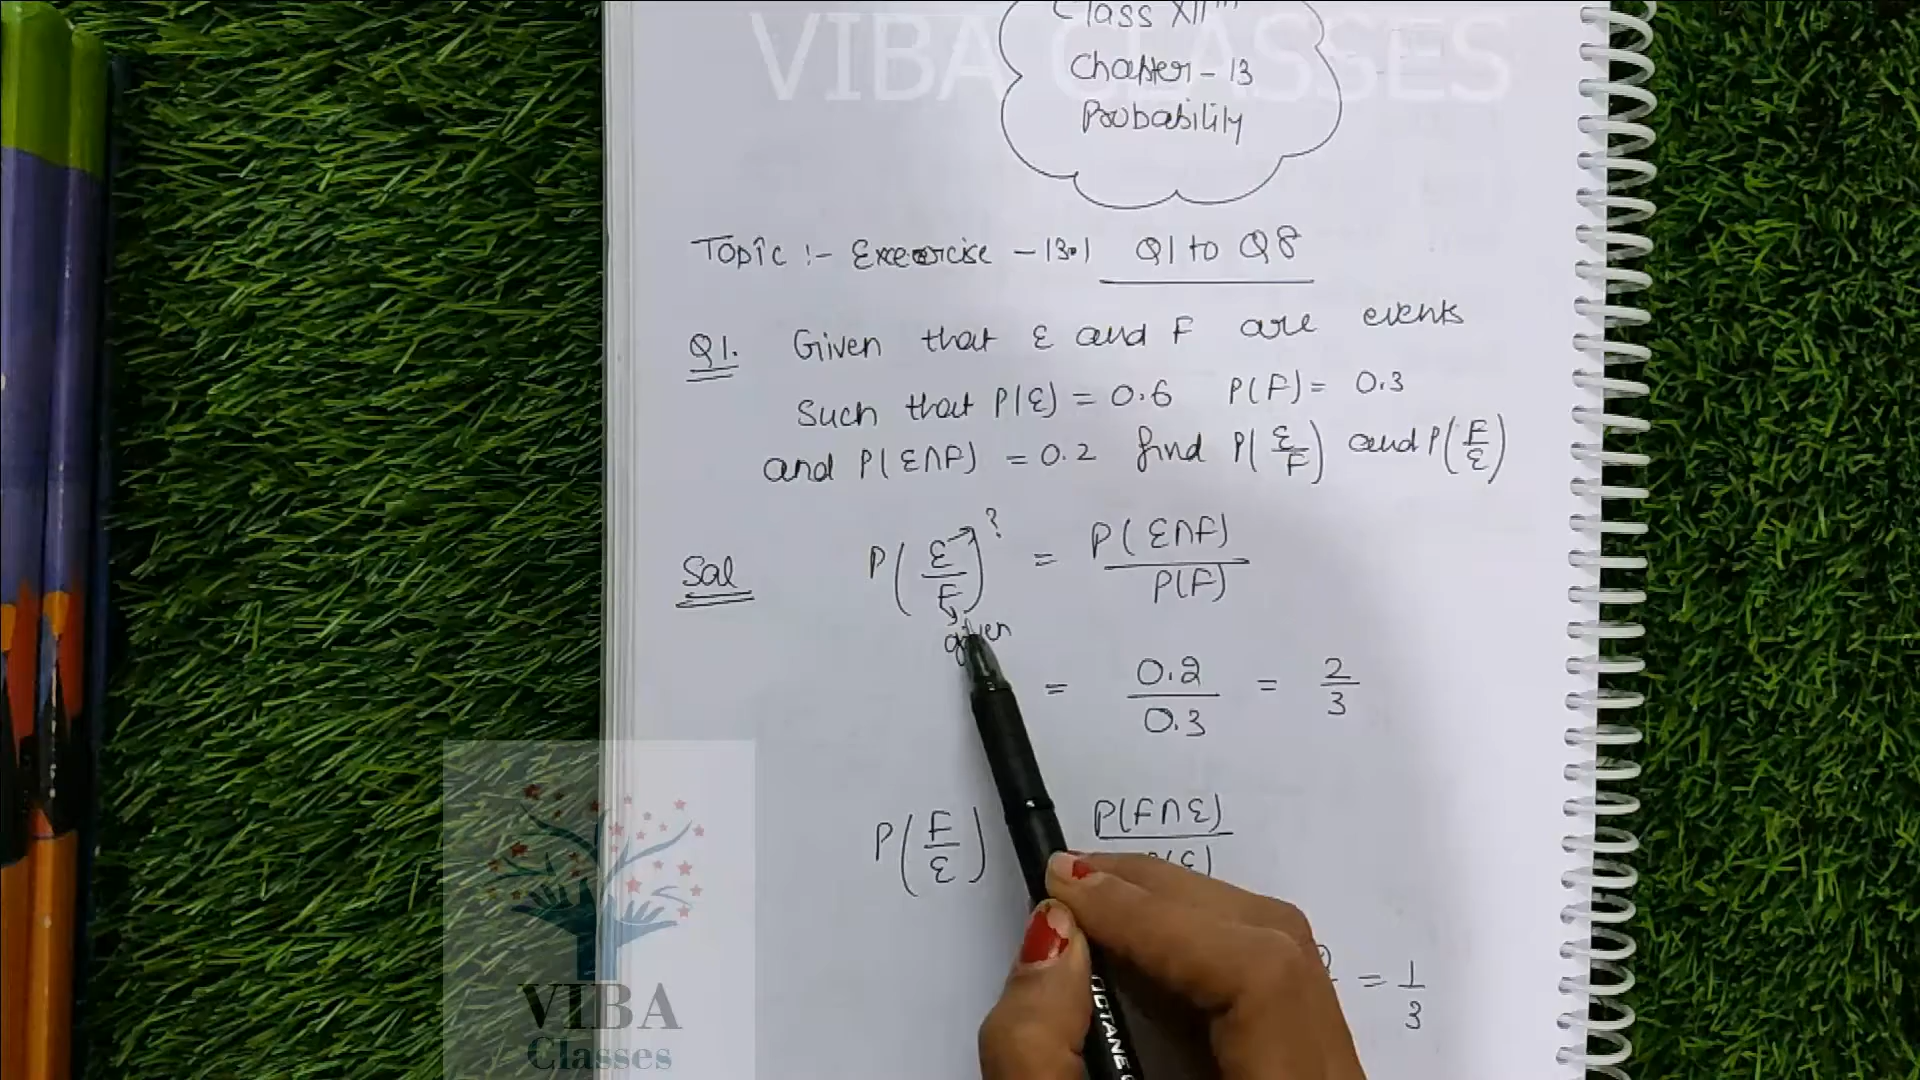 VIBA CLASSES
Class XIIth
Chapter - 13
Probability
Topic :- Exercise - 13.1 Q1 to Q8
Q1. Given that E and F are events
Such that P(E) = 0.6 P(F) = 0.3
and P(E∩F) = 0.2 find P(E/F) and P(F/E)
Sol P(E/F) ? = P(E∩F)/P(F)
given
= 0.2/0.3 = 2/3
P(F/E) P(F∩E)/P(E)
= 1/3
VIBA
Classes